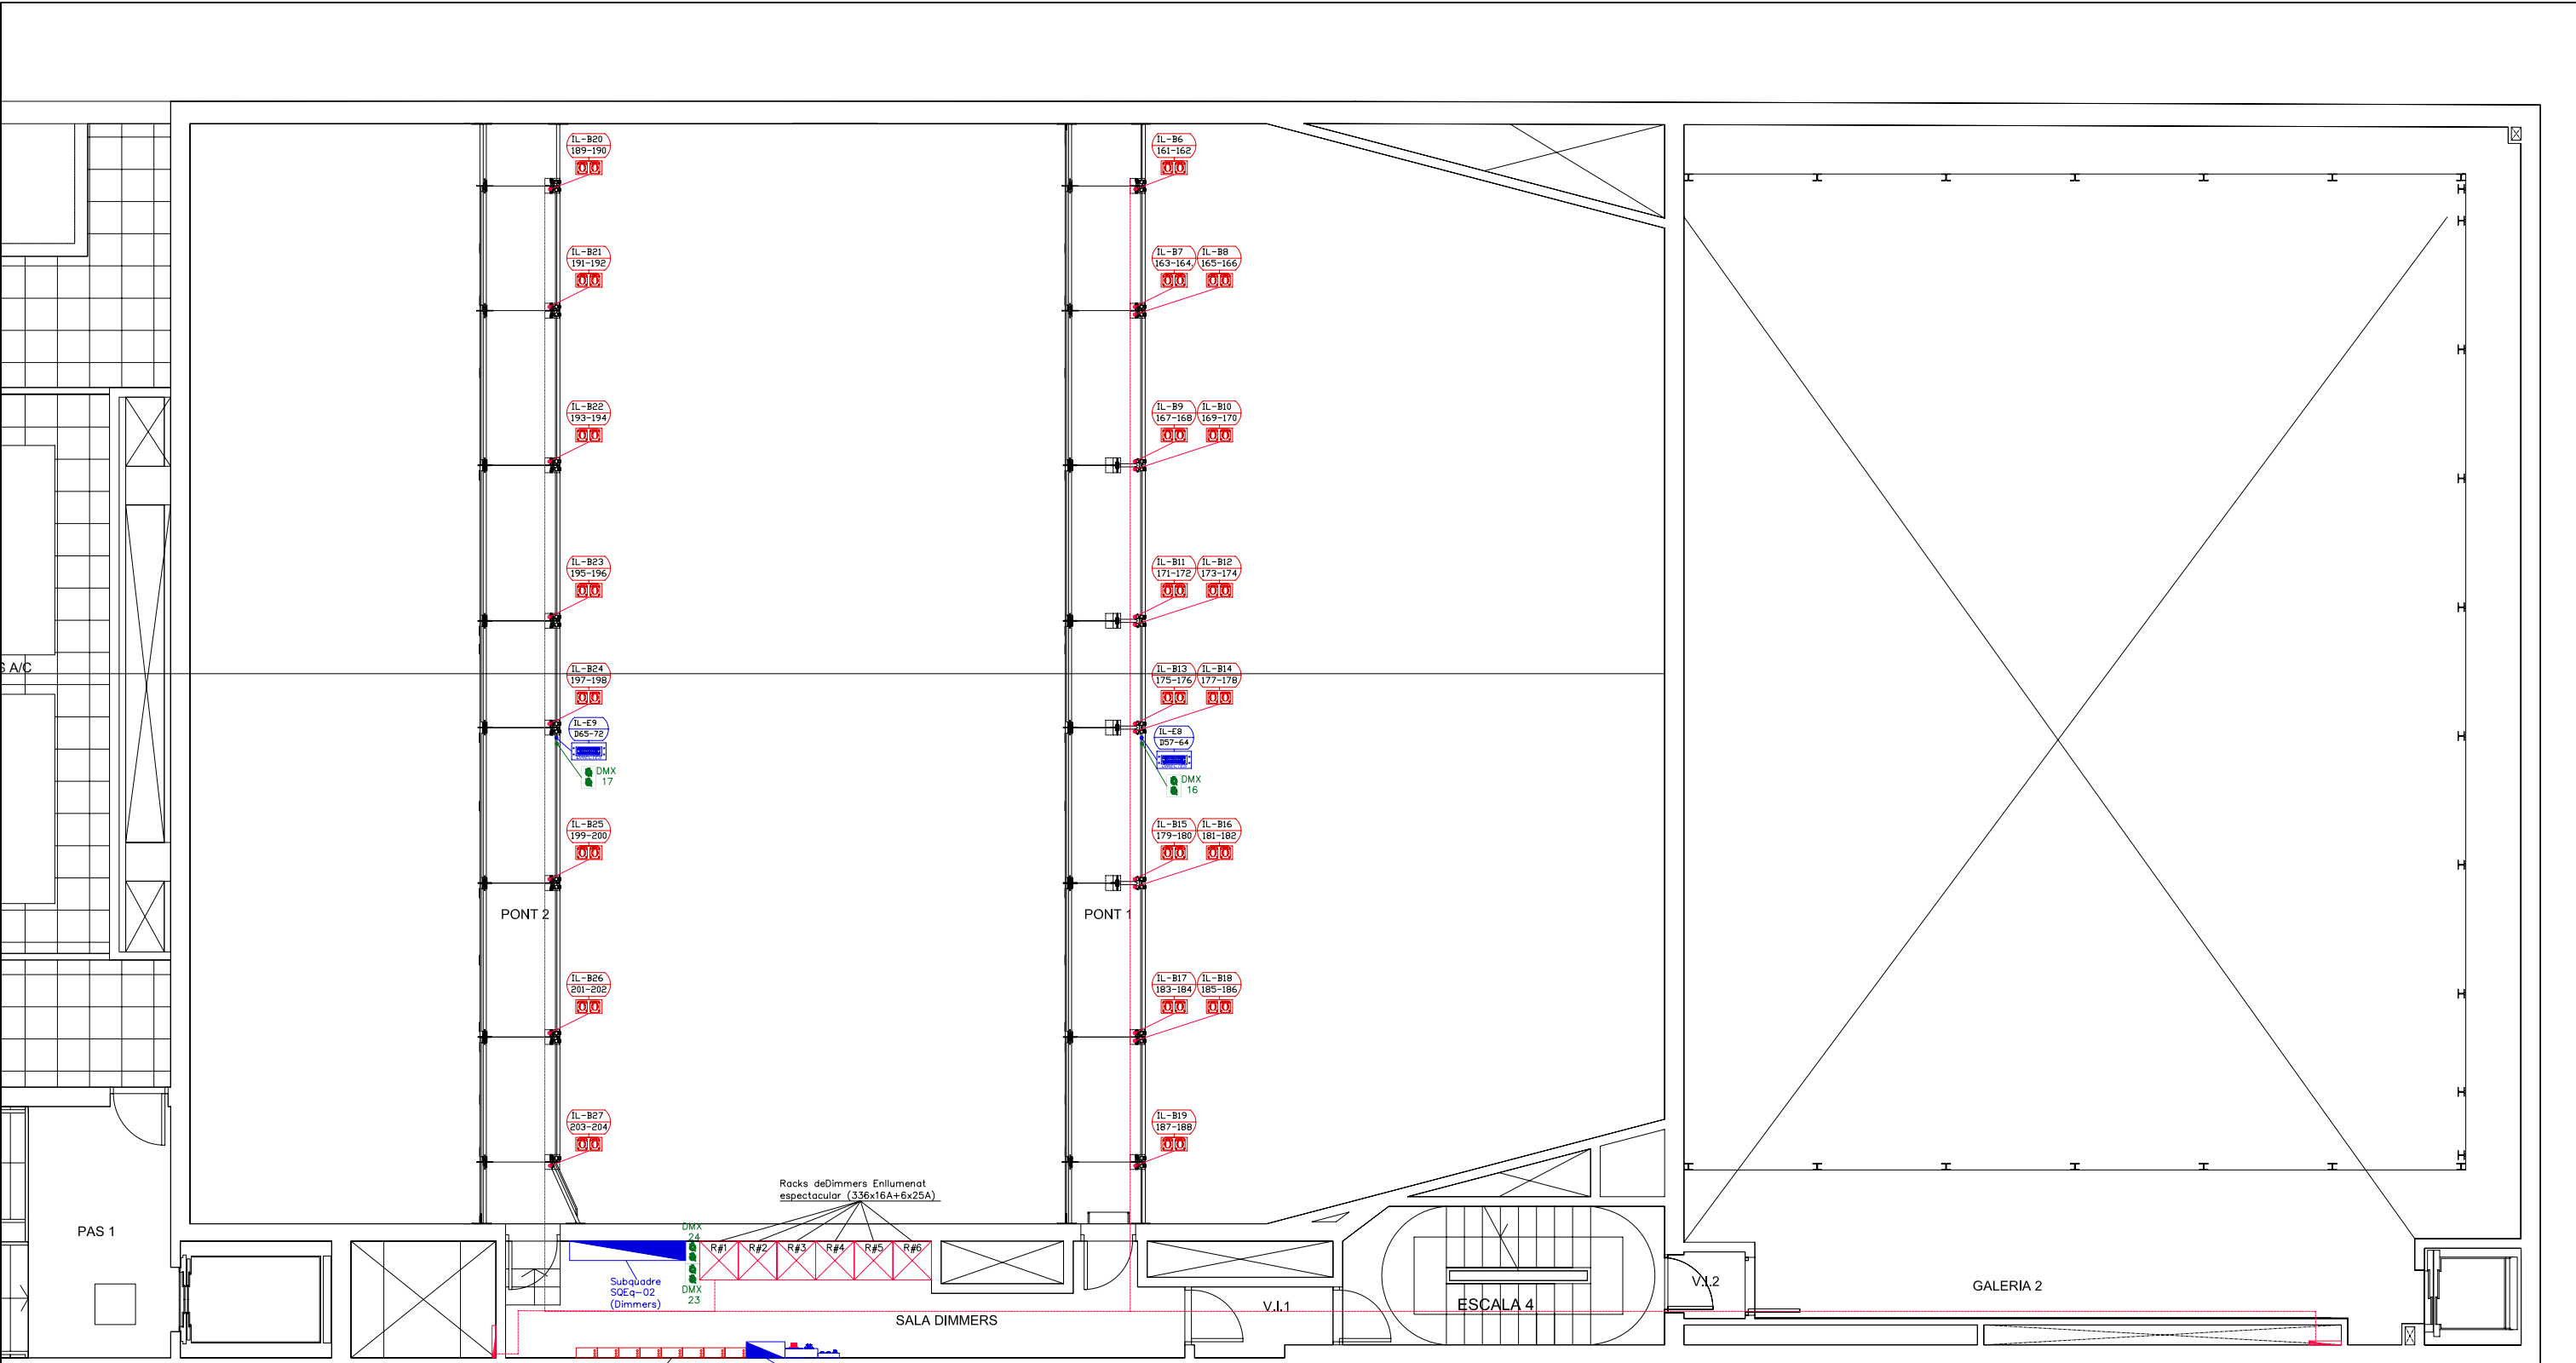 IL-B20
189-190
IL-B6
161-162
IL-B21
191-192
IL-B7
163-164
IL-B8
165-166
IL-B22
193-194
IL-B9
167-168
IL-B10
169-170
IL-B23
195-196
IL-B11
171-172
IL-B12
173-174
S A/C
IL-B24
197-198
IL-B13
175-176
IL-B14
177-178
IL-E9
D65-72
DMX
17
IL-E8
D57-64
DMX
16
IL-B25
199-200
IL-B15
179-180
IL-B16
181-182
PONT 2
PONT 1
IL-B26
201-202
IL-B17
183-184
IL-B18
185-186
IL-B27
203-204
IL-B19
187-188
Racks deDimmers Enllumenat
espectacular (336x16A+6x25A)
PAS 1
DMX
24
R#1
R#2
R#3
R#4
R#5
R#6
Subquadre
SQEq-02
(Dimmers)
DMX
23
SALA DIMMERS
V.I.1
ESCALA 4
V.I.2
GALERIA 2